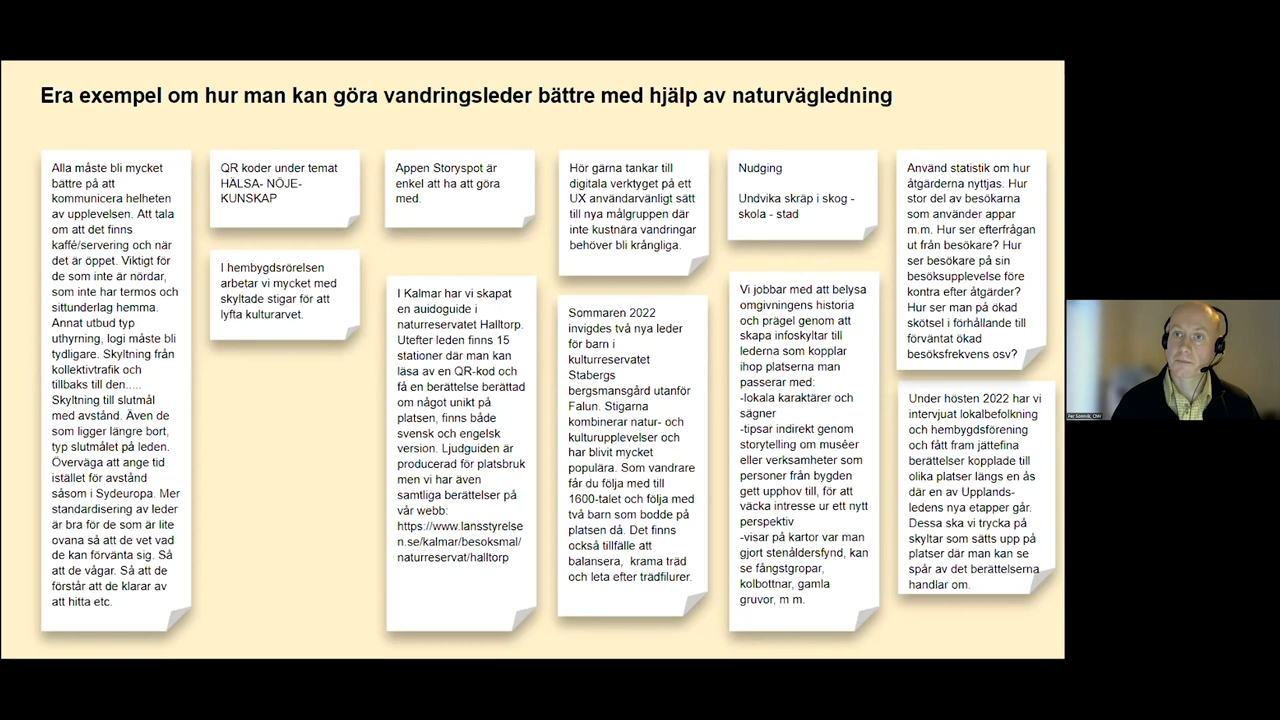 Era exempel om hur man kan göra vandringsleder bättre med hjälp av naturvägledning
Alla måste bli mycket
bättre på att
kommunicera helheten
av upplevelsen. Att tala
om att det finns
kaffé/servering och när
det är öppet. Viktigt för
de som inte är nördar,
som inte har termos och
sittunderlag hemma.
Annat utbud typ
uthyrning, logi måste bli
tydligare. Skyltning från
kollektivtrafik och
tillbaks till den.....
Skyltning till slutmål
med avstånd. Även de
som ligger längre bort,
typ slutmålet på leden.
Överväga att ange tid
istället för avstånd
såsom i Sydeuropa. Mer
standardisering av leder
är bra för de som är lite
ovana så att de vet vad
de kan förvänta sig. Så
att de vågar. Så att de
förstår att de klarar av
att hitta etc.
QR koder under temat
HÄLSA- NÖJE-
KUNSKAP
I hembygdsrörelsen
arbetar vi mycket med
skyltade stigar för att
lyfta kulturarvet.
Appen Storyspot är
enkel att ha att göra
med.
I Kalmar har vi skapat
en auidoguide i
naturreservatet Halltorp.
Utefter leden finns 15
stationer där man kan
läsa av en QR-kod och
få en berättelse berättad
om något unikt på
platsen, finns både
svensk och engelsk
version. Ljudguiden är
producerad för platsbruk
men vi har även
samtliga berättelser på
vår webb:
https://www.lansstyrelse
n.se/kalmar/besoksmal/
naturreservat/halltorp
Hör gärna tankar till
digitala verktyget på ett
UX användarvänligt sätt
till nya målgruppen där
inte kustnära vandringar
behöver bli krångliga.
Sommaren 2022
invigdes två nya leder
för barn i
kulturreservatet
Stabergs
bergsmansgård utanför
Falun. Stigarna
kombinerar natur- och
kulturupplevelser och
har blivit mycket
populära. Som vandrare
får du följa med till
1600-talet och följa med
två barn som bodde på
platsen då. Det finns
också tillfälle att
balansera,  krama träd
och leta efter trädfilurer.
Nudging
Undvika skräp i skog -
skola - stad
Vi jobbar med att belysa
omgivningens historia
och prägel genom att
skapa infoskyltar till
lederna som kopplar
ihop platserna man
passerar med:
-lokala karaktärer och
sägner
-tipsar indirekt genom
storytelling om muséer
eller verksamheter som
personer från bygden
gett upphov till, för att
väcka intresse ur ett nytt
perspektiv
-visar på kartor var man
gjort stenåldersfynd, kan
se fångstgropar,
kolbottnar, gamla
gruvor, m m.
Använd statistik om hur
åtgärderna nyttjas. Hur
stor del av besökarna
som använder appar
m.m. Hur ser efterfrågan
ut från besökare? Hur
ser besökare på sin
besöksupplevelse före
kontra efter åtgärder?
Hur ser man på ökad
skötsel i förhållande till
förväntat ökad
besöksfrekvens osv?
Under hösten 2022 har vi
intervjuat lokalbefolkning
och hembygdsförening
och fått fram jättefina
berättelser kopplade till
olika platser längs en ås
där en av Upplands-
ledens nya etapper går.
Dessa ska vi trycka på
skyltar som sätts upp på
platser där man kan se
spår av det berättelserna
handlar om.